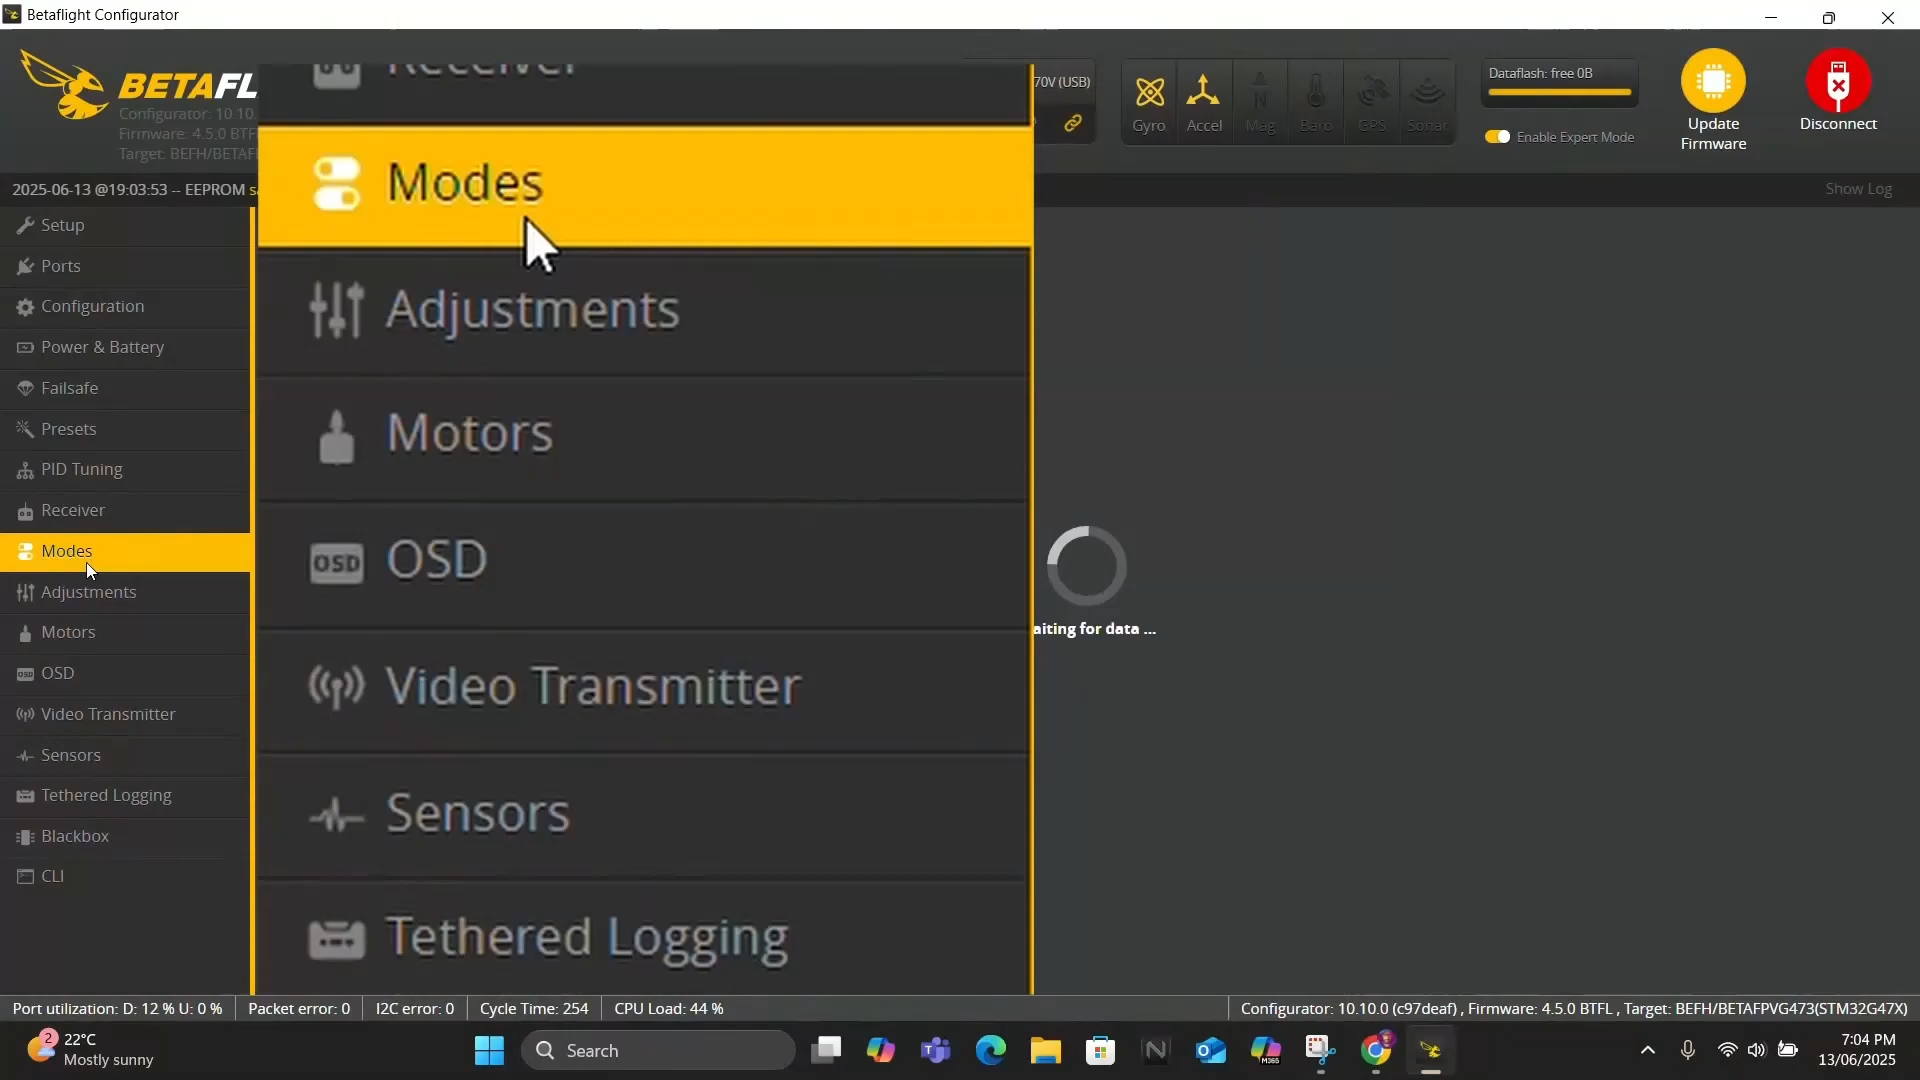 Betaflight Configurator
BETAFL
Configurator: 10.10.
Firmware: 4.5.0 BTF
Target: BEFH/BETAF
70V (USB)
Gyro
Accel
Mag
Baro
GPS
Sonar
Dataflash: free 0B
Enable Expert Mode
Update
Firmware
Disconnect
2025-06-13 @19:03:53 -- EEPROM s
Show Log
Setup
Ports
Configuration
Power & Battery
Failsafe
Presets
PID Tuning
Receiver
Modes
Adjustments
Motors
OSD
Video Transmitter
Sensors
Tethered Logging
Blackbox
CLI
Receiver
Modes
Adjustments
Motors
OSD
OSD
Video Transmitter
Sensors
Tethered Logging
aiting for data ...
Port utilization: D: 12 % U: 0 %
Packet error: 0
I2C error: 0
Cycle Time: 254
CPU Load: 44 %
Configurator: 10.10.0 (c97deaf) , Firmware: 4.5.0 BTFL , Target: BEFH/BETAFPVG473(STM32G47X)
2
22°C
Mostly sunny
Search
M365
7:04 PM
13/06/2025